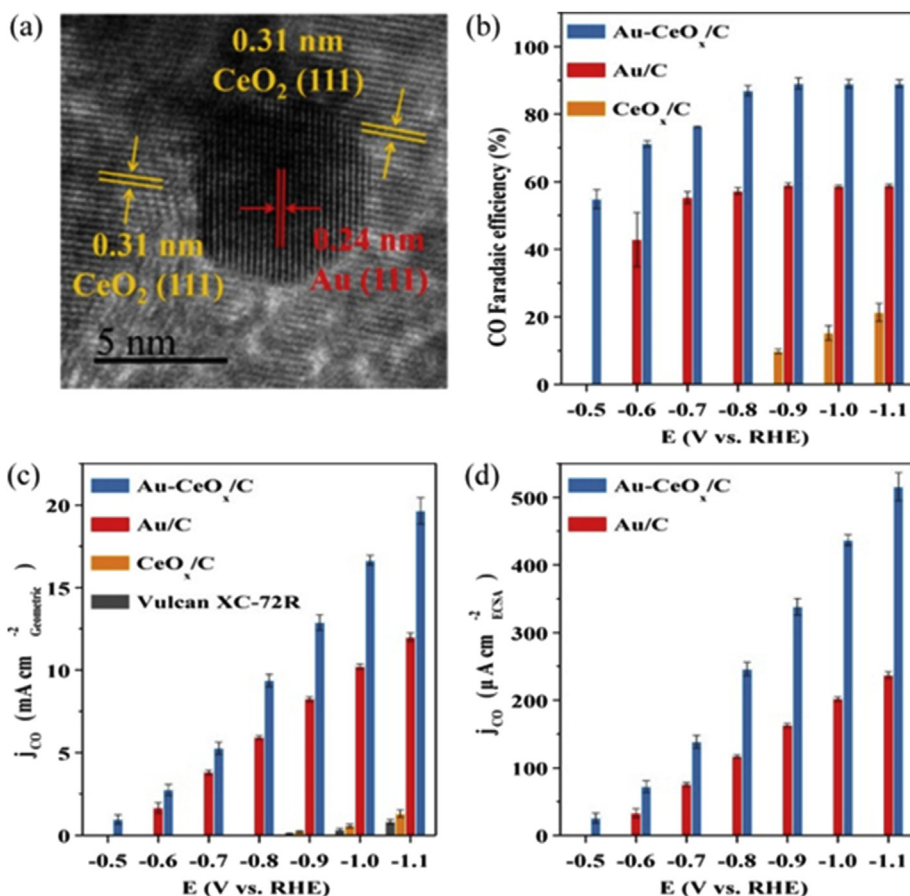 (a)
0.31 nm
CeO₂ (111)
0.31 nm
CeO₂ (111)
0.24 nm
Au (111)
5 nm
(b)
Au-CeOₓ/C
Au/C
CeOₓ/C
CO Faradaic efficiency (%)
100
80
60
40
20
0
-0.5 -0.6 -0.7 -0.8 -0.9 -1.0 -1.1
E (V vs. RHE)
(c)
Au-CeOₓ/C
Au/C
CeOₓ/C
Vulcan XC-72R
j_CO (mA cm⁻²_Geometric)
20
15
10
5
0
-0.5 -0.6 -0.7 -0.8 -0.9 -1.0 -1.1
E (V vs. RHE)
(d)
Au-CeOₓ/C
Au/C
j_CO (μ A cm⁻²_ECSA)
500
400
300
200
100
0
-0.5 -0.6 -0.7 -0.8 -0.9 -1.0 -1.1
E (V vs. RHE)